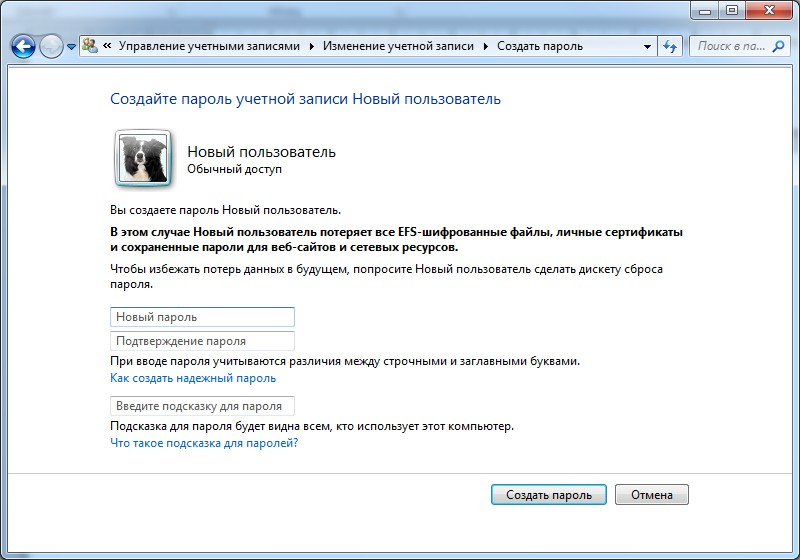 « Управление учетными записями Изменение учетной записи Создать пароль Поиск в па...
Создайте пароль учетной записи Новый пользователь
Новый пользователь
Обычный доступ
Вы создаете пароль Новый пользователь.
В этом случае Новый пользователь потеряет все EFS-шифрованные файлы, личные сертификаты
и сохраненные пароли для веб-сайтов и сетевых ресурсов.
Чтобы избежать потерь данных в будущем, попросите Новый пользователь сделать дискету сброса
пароля.
Новый пароль
Подтверждение пароля
При вводе пароля учитываются различия между строчными и заглавными буквами.
Как создать надежный пароль
Введите подсказку для пароля
Подсказка для пароля будет видна всем, кто использует этот компьютер.
Что такое подсказка для паролей?
Создать пароль Отмена